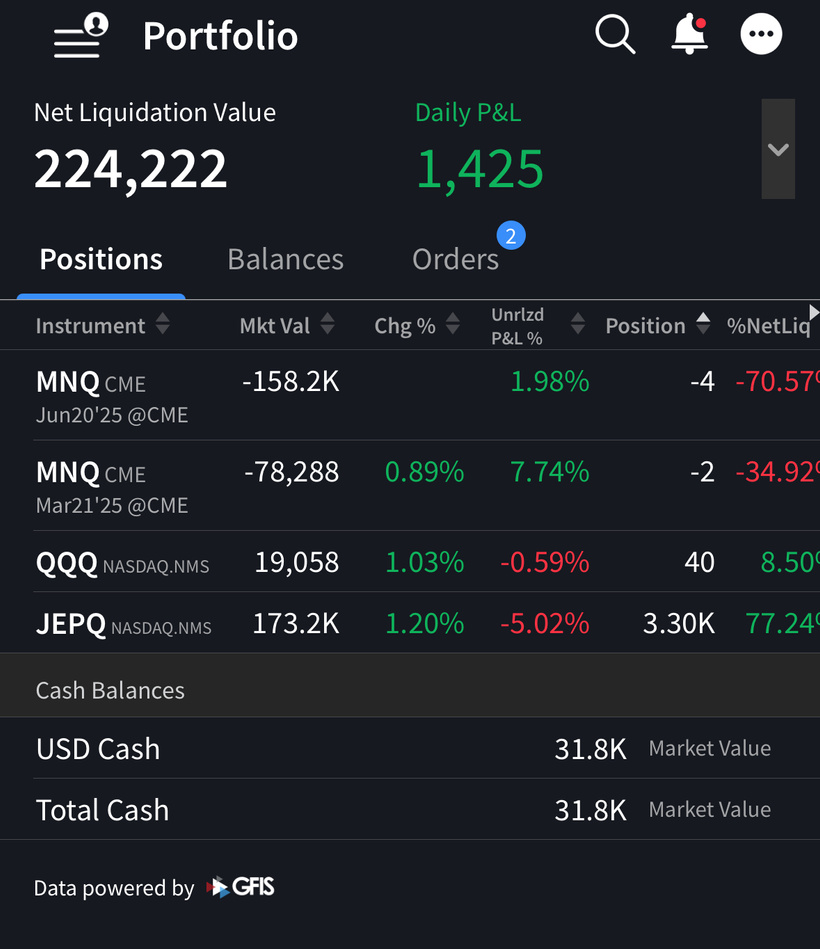 Portfolio
Net Liquidation Value Daily P&L
224,222 1,425
2
Positions Balances Orders
Instrument Mkt Val Chg % Unrlzd P&L % Position %NetLiq
MNQ CME -158.2K 1.98% -4 -70.57%
Jun20'25 @CME
MNQ CME -78,288 0.89% 7.74% -2 -34.92%
Mar21'25 @CME
QQQ NASDAQ.NMS 19,058 1.03% -0.59% 40 8.50%
JEPQ NASDAQ.NMS 173.2K 1.20% -5.02% 3.30K 77.24%
Cash Balances
USD Cash 31.8K Market Value
Total Cash 31.8K Market Value
Data powered by GFIS